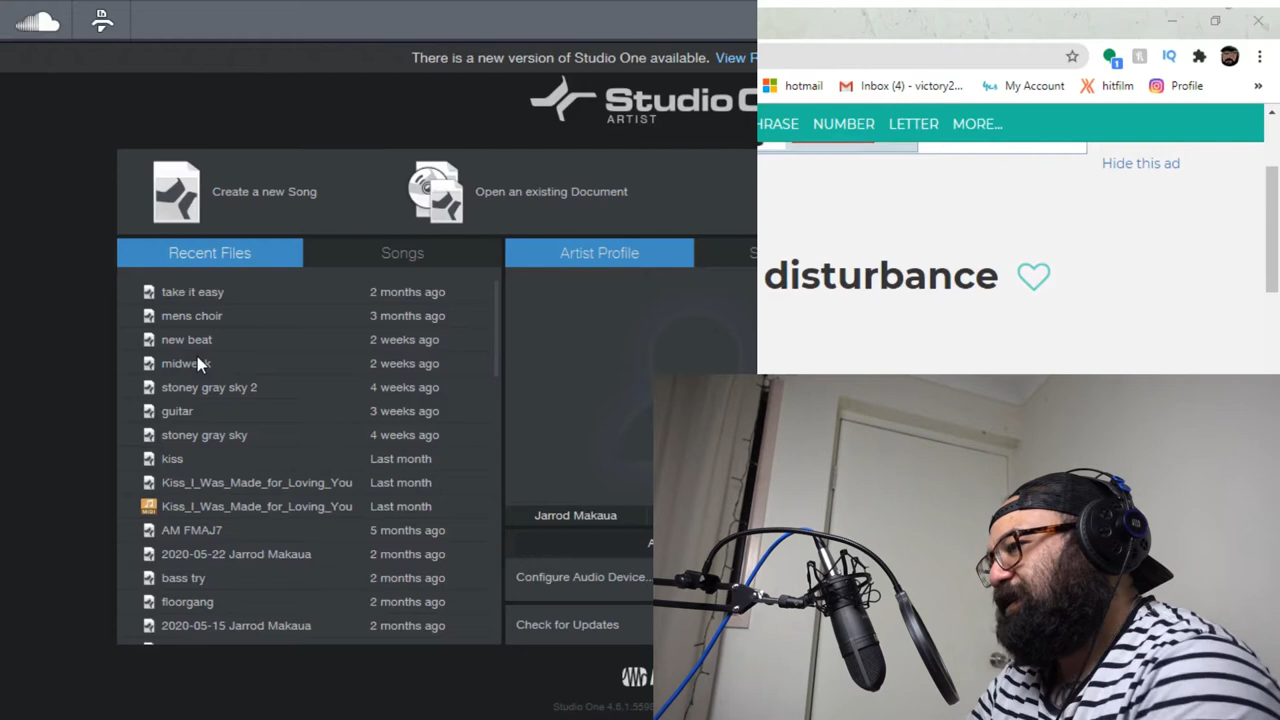 There is a new version of Studio One available. View
Studio
ARTIST
Create a new Song
Open an existing Document
Recent Files
Songs
Artist Profile
take it easy 2 months ago
mens choir 3 months ago
new beat 2 weeks ago
midweek 2 weeks ago
stoney gray sky 2 4 weeks ago
guitar 3 weeks ago
stoney gray sky 4 weeks ago
kiss Last month
Kiss_I_Was_Made_for_Loving_You Last month
Kiss_I_Was_Made_for_Loving_You Last month
AM FMAJ7 5 months ago
2020-05-22 Jarrod Makaua 2 months ago
bass try 2 months ago
floorgang 2 months ago
2020-05-15 Jarrod Makaua 2 months ago
Jarrod Makaua
Configure Audio Device...
Check for Updates
IQ
hotmail
Inbox (4) - victory2...
My Account
hitfilm
Profile
»
HRASE NUMBER LETTER MORE...
Hide this ad
disturbance